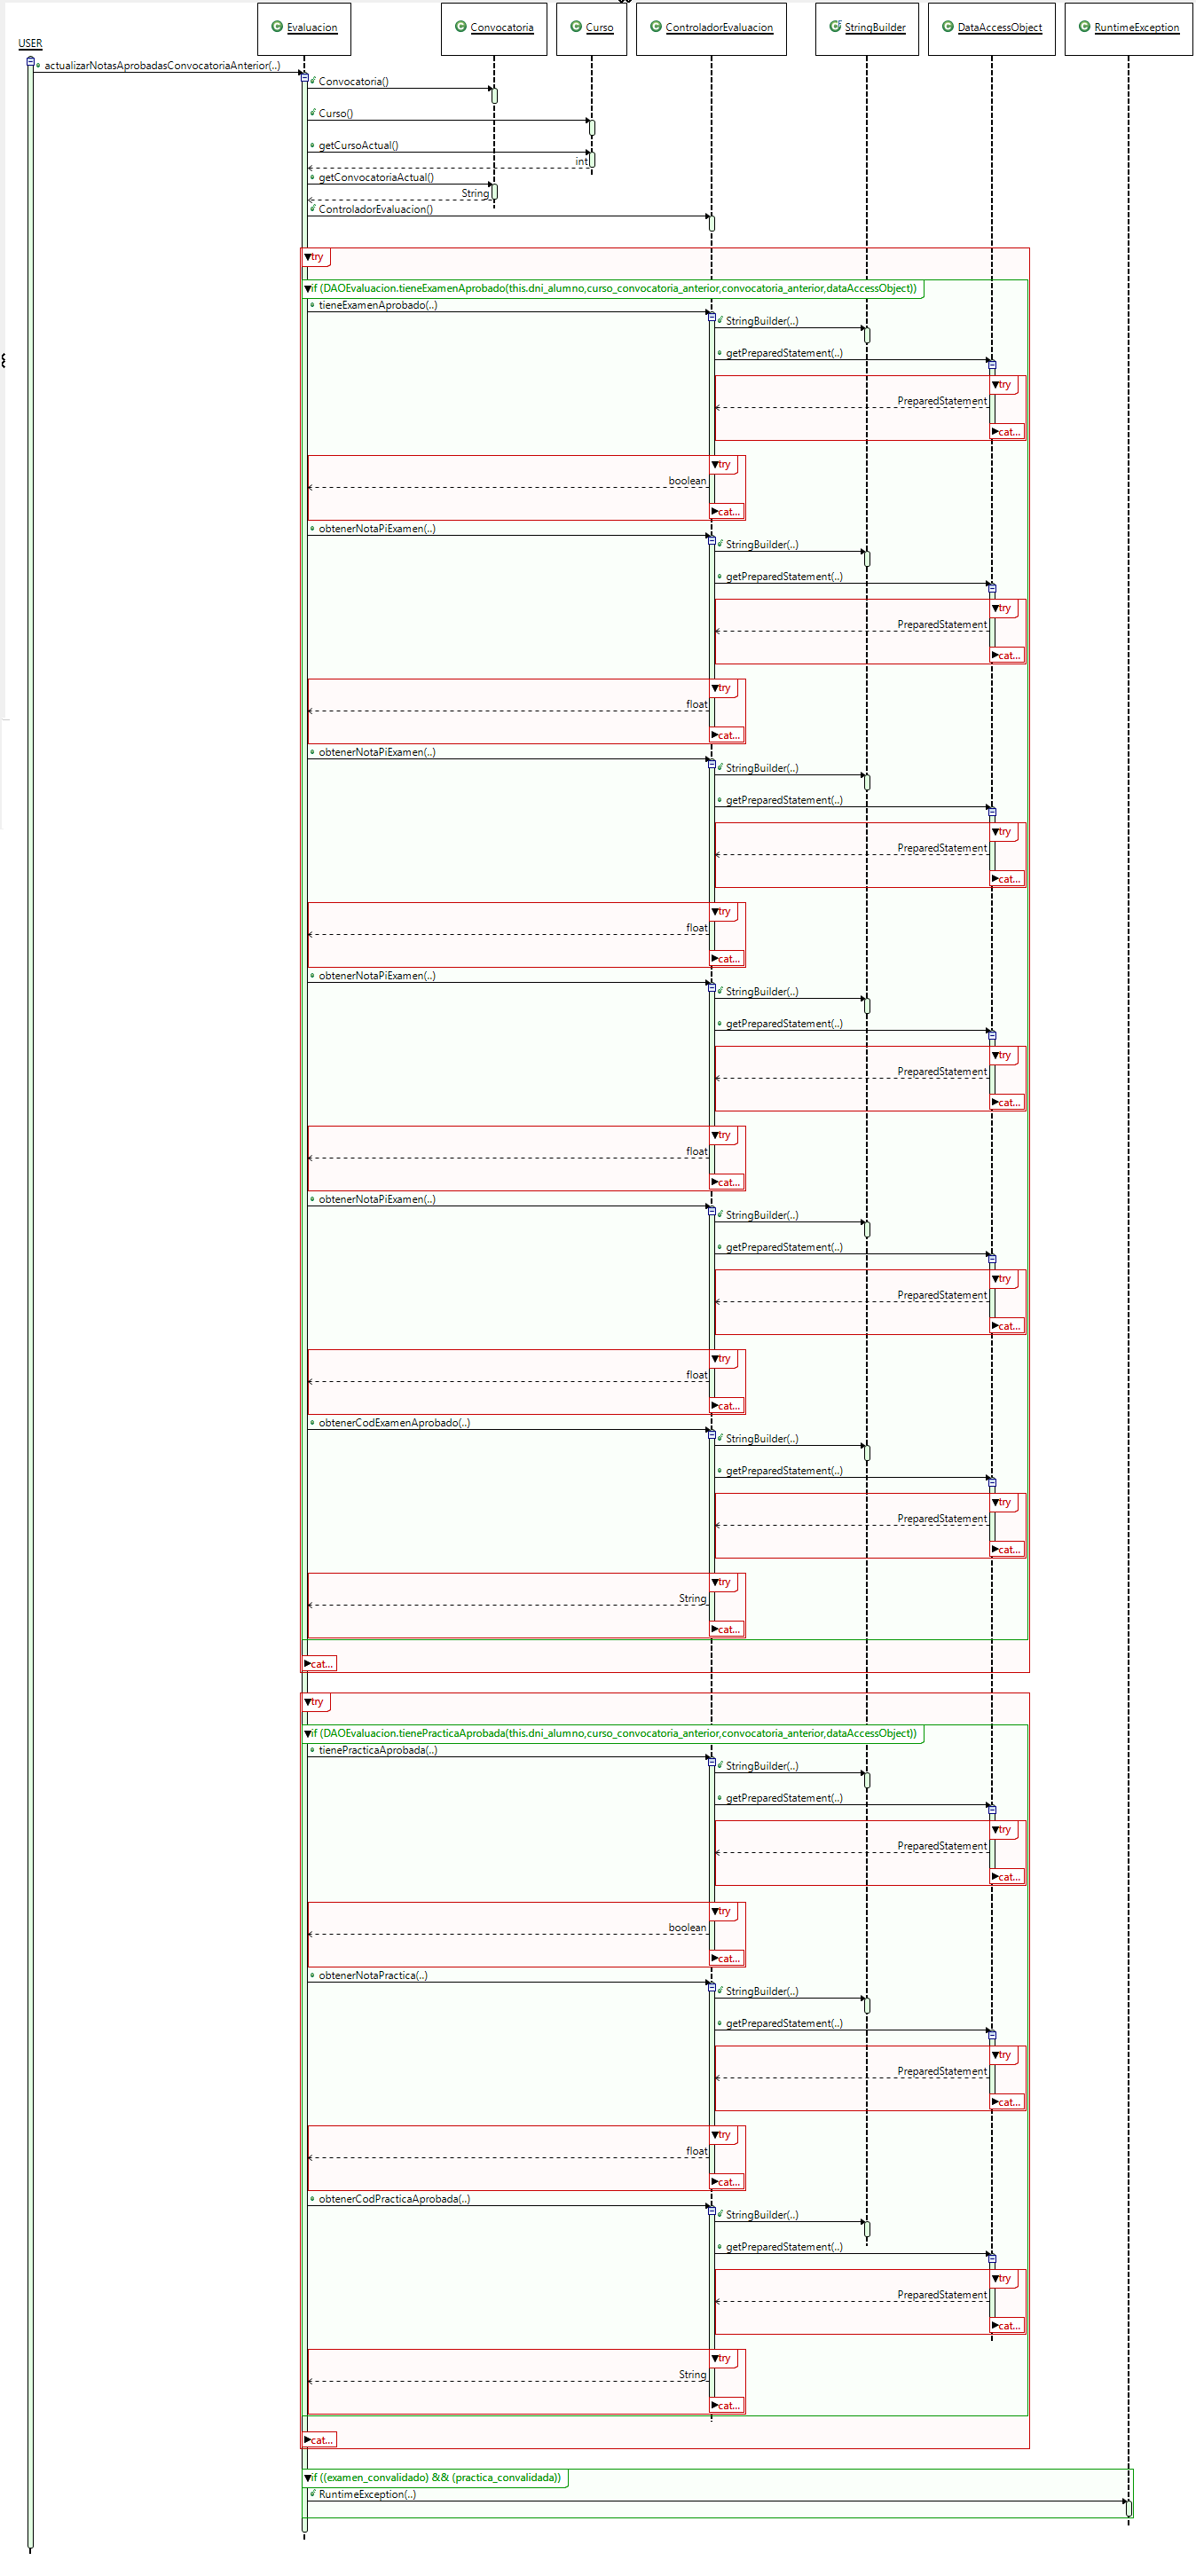 USER
Evaluacion
Convocatoria
Curso
ControladorEvaluacion
StringBuilder
DataAccessObject
RuntimeException
actualizarNotasAprobadasConvocatoriaAnterior(..)
Convocatoria()
Curso()
getCursoActual()
int
getConvocatoriaActual()
String
ControladorEvaluacion()
try
if (DAOEvaluacion.tieneExamenAprobado(this.dni_alumno,curso_convocatoria_anterior,convocatoria_anterior,dataAccessObject))
tieneExamenAprobado(..)
StringBuilder(..)
getPreparedStatement(..)
try
PreparedStatement
cat...
try
boolean
cat...
obtenerNotaPiExamen(..)
StringBuilder(..)
getPreparedStatement(..)
try
PreparedStatement
cat...
try
float
cat...
obtenerNotaPiExamen(..)
StringBuilder(..)
getPreparedStatement(..)
try
PreparedStatement
cat...
try
float
cat...
obtenerNotaPiExamen(..)
StringBuilder(..)
getPreparedStatement(..)
try
PreparedStatement
cat...
try
float
cat...
obtenerNotaPiExamen(..)
StringBuilder(..)
getPreparedStatement(..)
try
PreparedStatement
cat...
try
float
cat...
obtenerCodExamenAprobado(..)
StringBuilder(..)
getPreparedStatement(..)
try
PreparedStatement
cat...
try
String
cat...
cat...
try
if (DAOEvaluacion.tienePracticaAprobada(this.dni_alumno,curso_convocatoria_anterior,convocatoria_anterior,dataAccessObject))
tienePracticaAprobada(..)
StringBuilder(..)
getPreparedStatement(..)
try
PreparedStatement
cat...
try
boolean
cat...
obtenerNotaPractica(..)
StringBuilder(..)
getPreparedStatement(..)
try
PreparedStatement
cat...
try
float
cat...
obtenerCodPracticaAprobada(..)
StringBuilder(..)
getPreparedStatement(..)
try
PreparedStatement
cat...
try
String
cat...
cat...
if ((examen_convalidado) && (practica_convalidada))
RuntimeException(..)